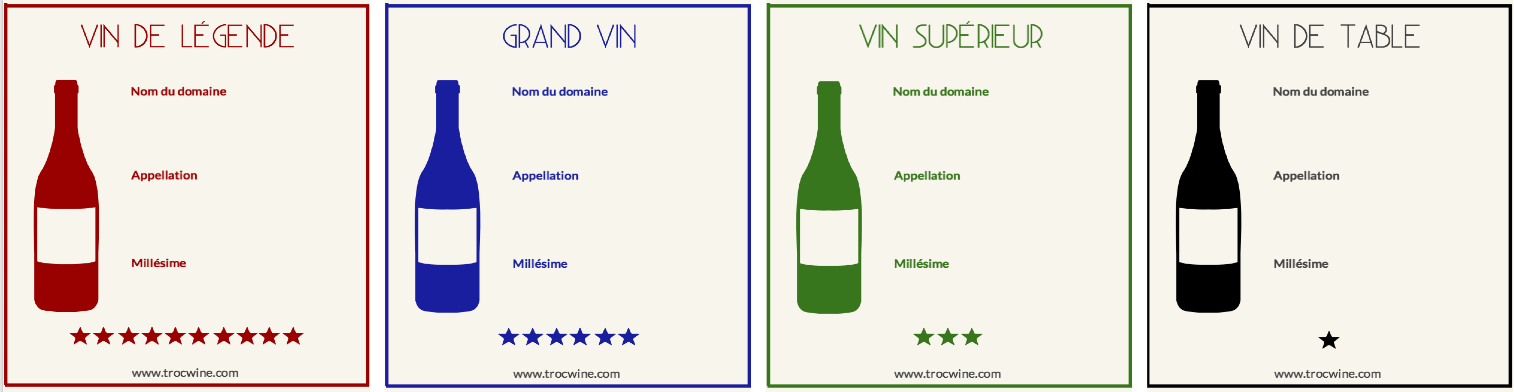 VIN DE LÉGENDE
Nom du domaine
Appellation
Millésime
www.trocwine.com
GRAND VIN
Nom du domaine
Appellation
Millésime
www.trocwine.com
VIN SUPÉRIEUR
Nom du domaine
Appellation
Millésime
www.trocwine.com
VIN DE TABLE
Nom du domaine
Appellation
Millésime
www.trocwine.com